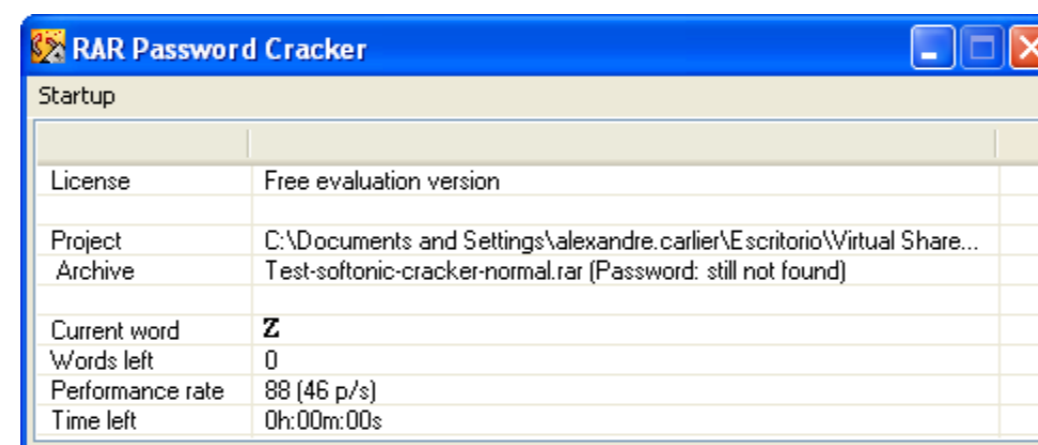 RAR Password Cracker
Startup
License Free evaluation version
Project C:\Documents and Settings\alexandre.carlier\Escritorio\Virtual Share...
Archive Test-softonic-cracker-normal.rar (Password: still not found)
Current word Z
Words left 0
Performance rate 88 (46 p/s)
Time left 0h:00m:00s